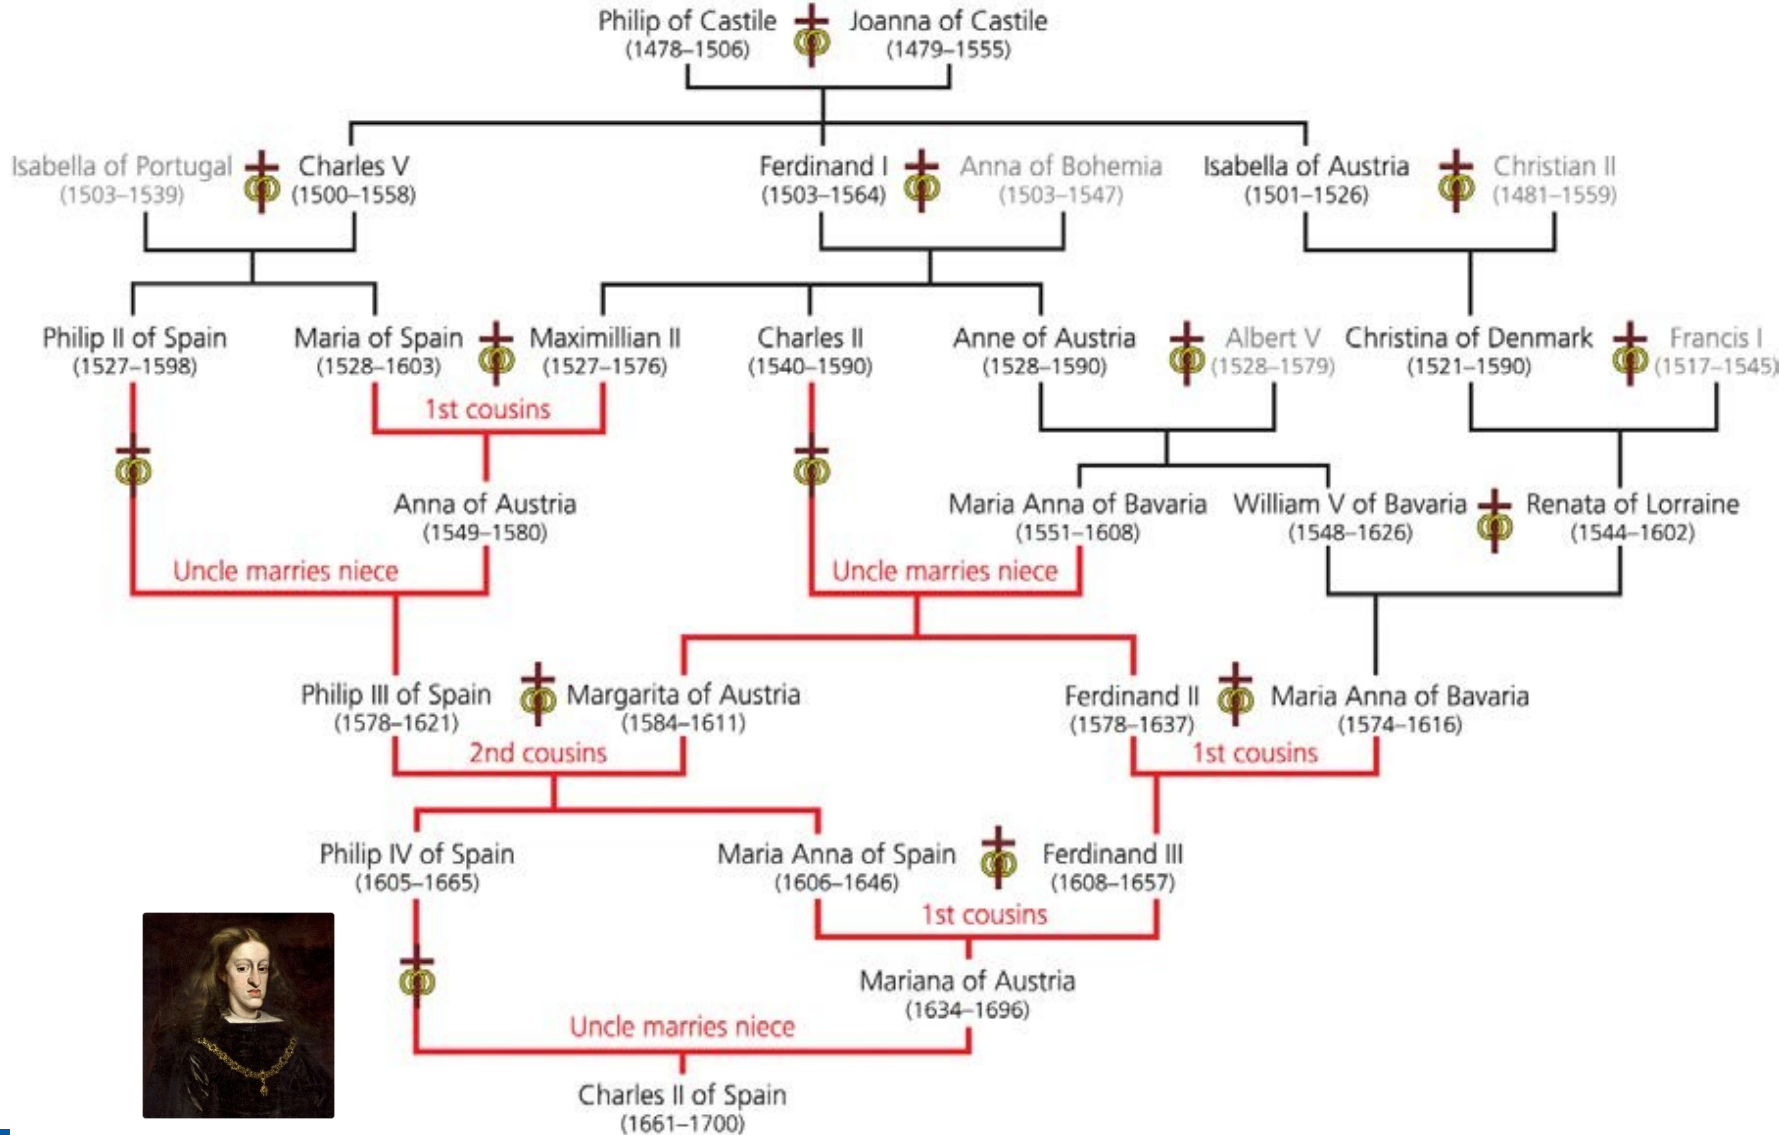 Philip of Castile
(1478–1506)
Joanna of Castile
(1479–1555)
Isabella of Portugal
(1503–1539)
Charles V
(1500–1558)
Ferdinand I
(1503–1564)
Anna of Bohemia
(1503–1547)
Isabella of Austria
(1501–1526)
Christian II
(1481–1559)
Philip II of Spain
(1527–1598)
Maria of Spain
(1528–1603)
Maximillian II
(1527–1576)
Charles II
(1540–1590)
Anne of Austria
(1528–1590)
Albert V
(1528–1579)
Christina of Denmark
(1521–1590)
Francis I
(1517–1545)
1st cousins
Anna of Austria
(1549–1580)
Maria Anna of Bavaria
(1551–1608)
William V of Bavaria
(1548–1626)
Renata of Lorraine
(1544–1602)
Uncle marries niece
Uncle marries niece
Philip III of Spain
(1578–1621)
Margarita of Austria
(1584–1611)
Ferdinand II
(1578–1637)
Maria Anna of Bavaria
(1574–1616)
2nd cousins
1st cousins
Philip IV of Spain
(1605–1665)
Maria Anna of Spain
(1606–1646)
Ferdinand III
(1608–1657)
1st cousins
Mariana of Austria
(1634–1696)
Uncle marries niece
Charles II of Spain
(1661–1700)